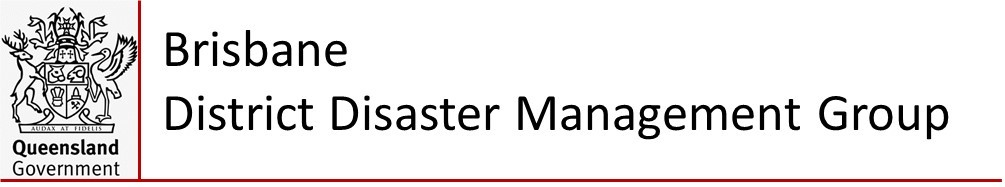 AUDAX AT FIDELIS
Queensland
Government
Brisbane
District Disaster Management Group